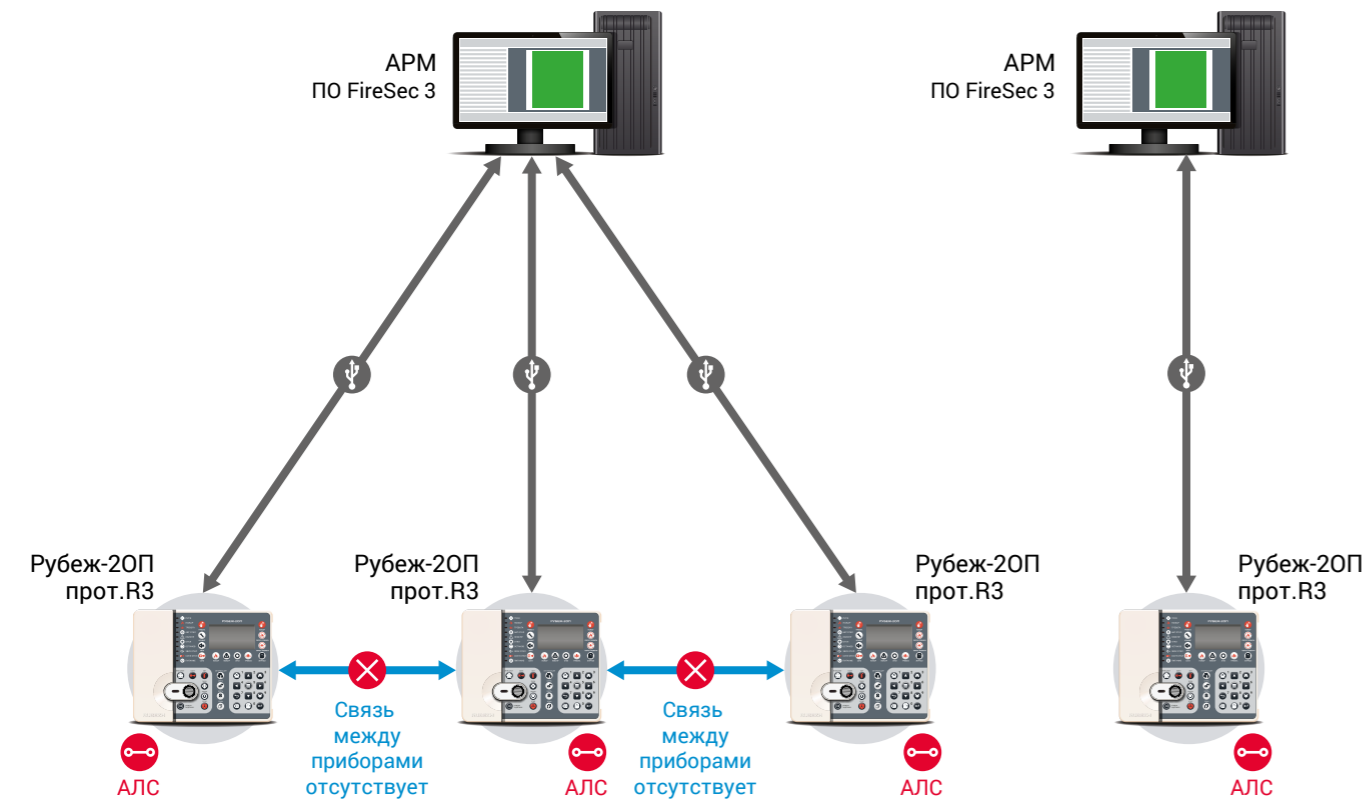 АРМ
ПО FireSec 3
АРМ
ПО FireSec 3
Рубеж-2ОП
прот.R3
Рубеж-2ОП
прот.R3
Рубеж-2ОП
прот.R3
Рубеж-2ОП
прот.R3
Связь
между
приборами
отсутствует
Связь
между
приборами
отсутствует
АЛС
АЛС
АЛС
АЛС